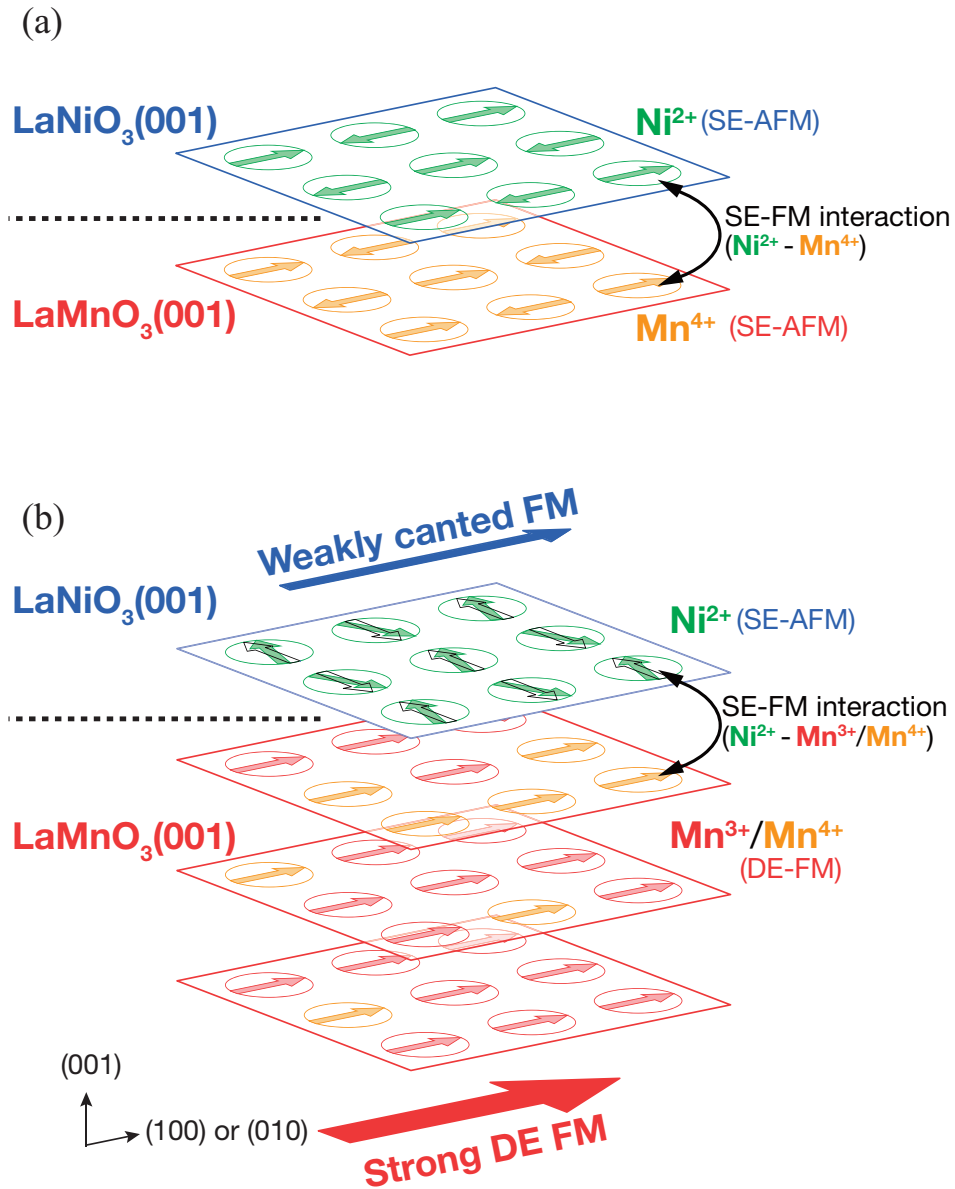 (a)
LaNiO₃(001)
Ni²⁺ (SE-AFM)
SE-FM interaction
(Ni²⁺ - Mn⁴⁺)
LaMnO₃(001)
Mn⁴⁺ (SE-AFM)
(b)
Weakly canted FM
LaNiO₃(001)
Ni²⁺ (SE-AFM)
SE-FM interaction
(Ni²⁺ - Mn³⁺/Mn⁴⁺)
LaMnO₃(001)
Mn³⁺/Mn⁴⁺
(DE-FM)
(001)
(100) or (010)
Strong DE FM